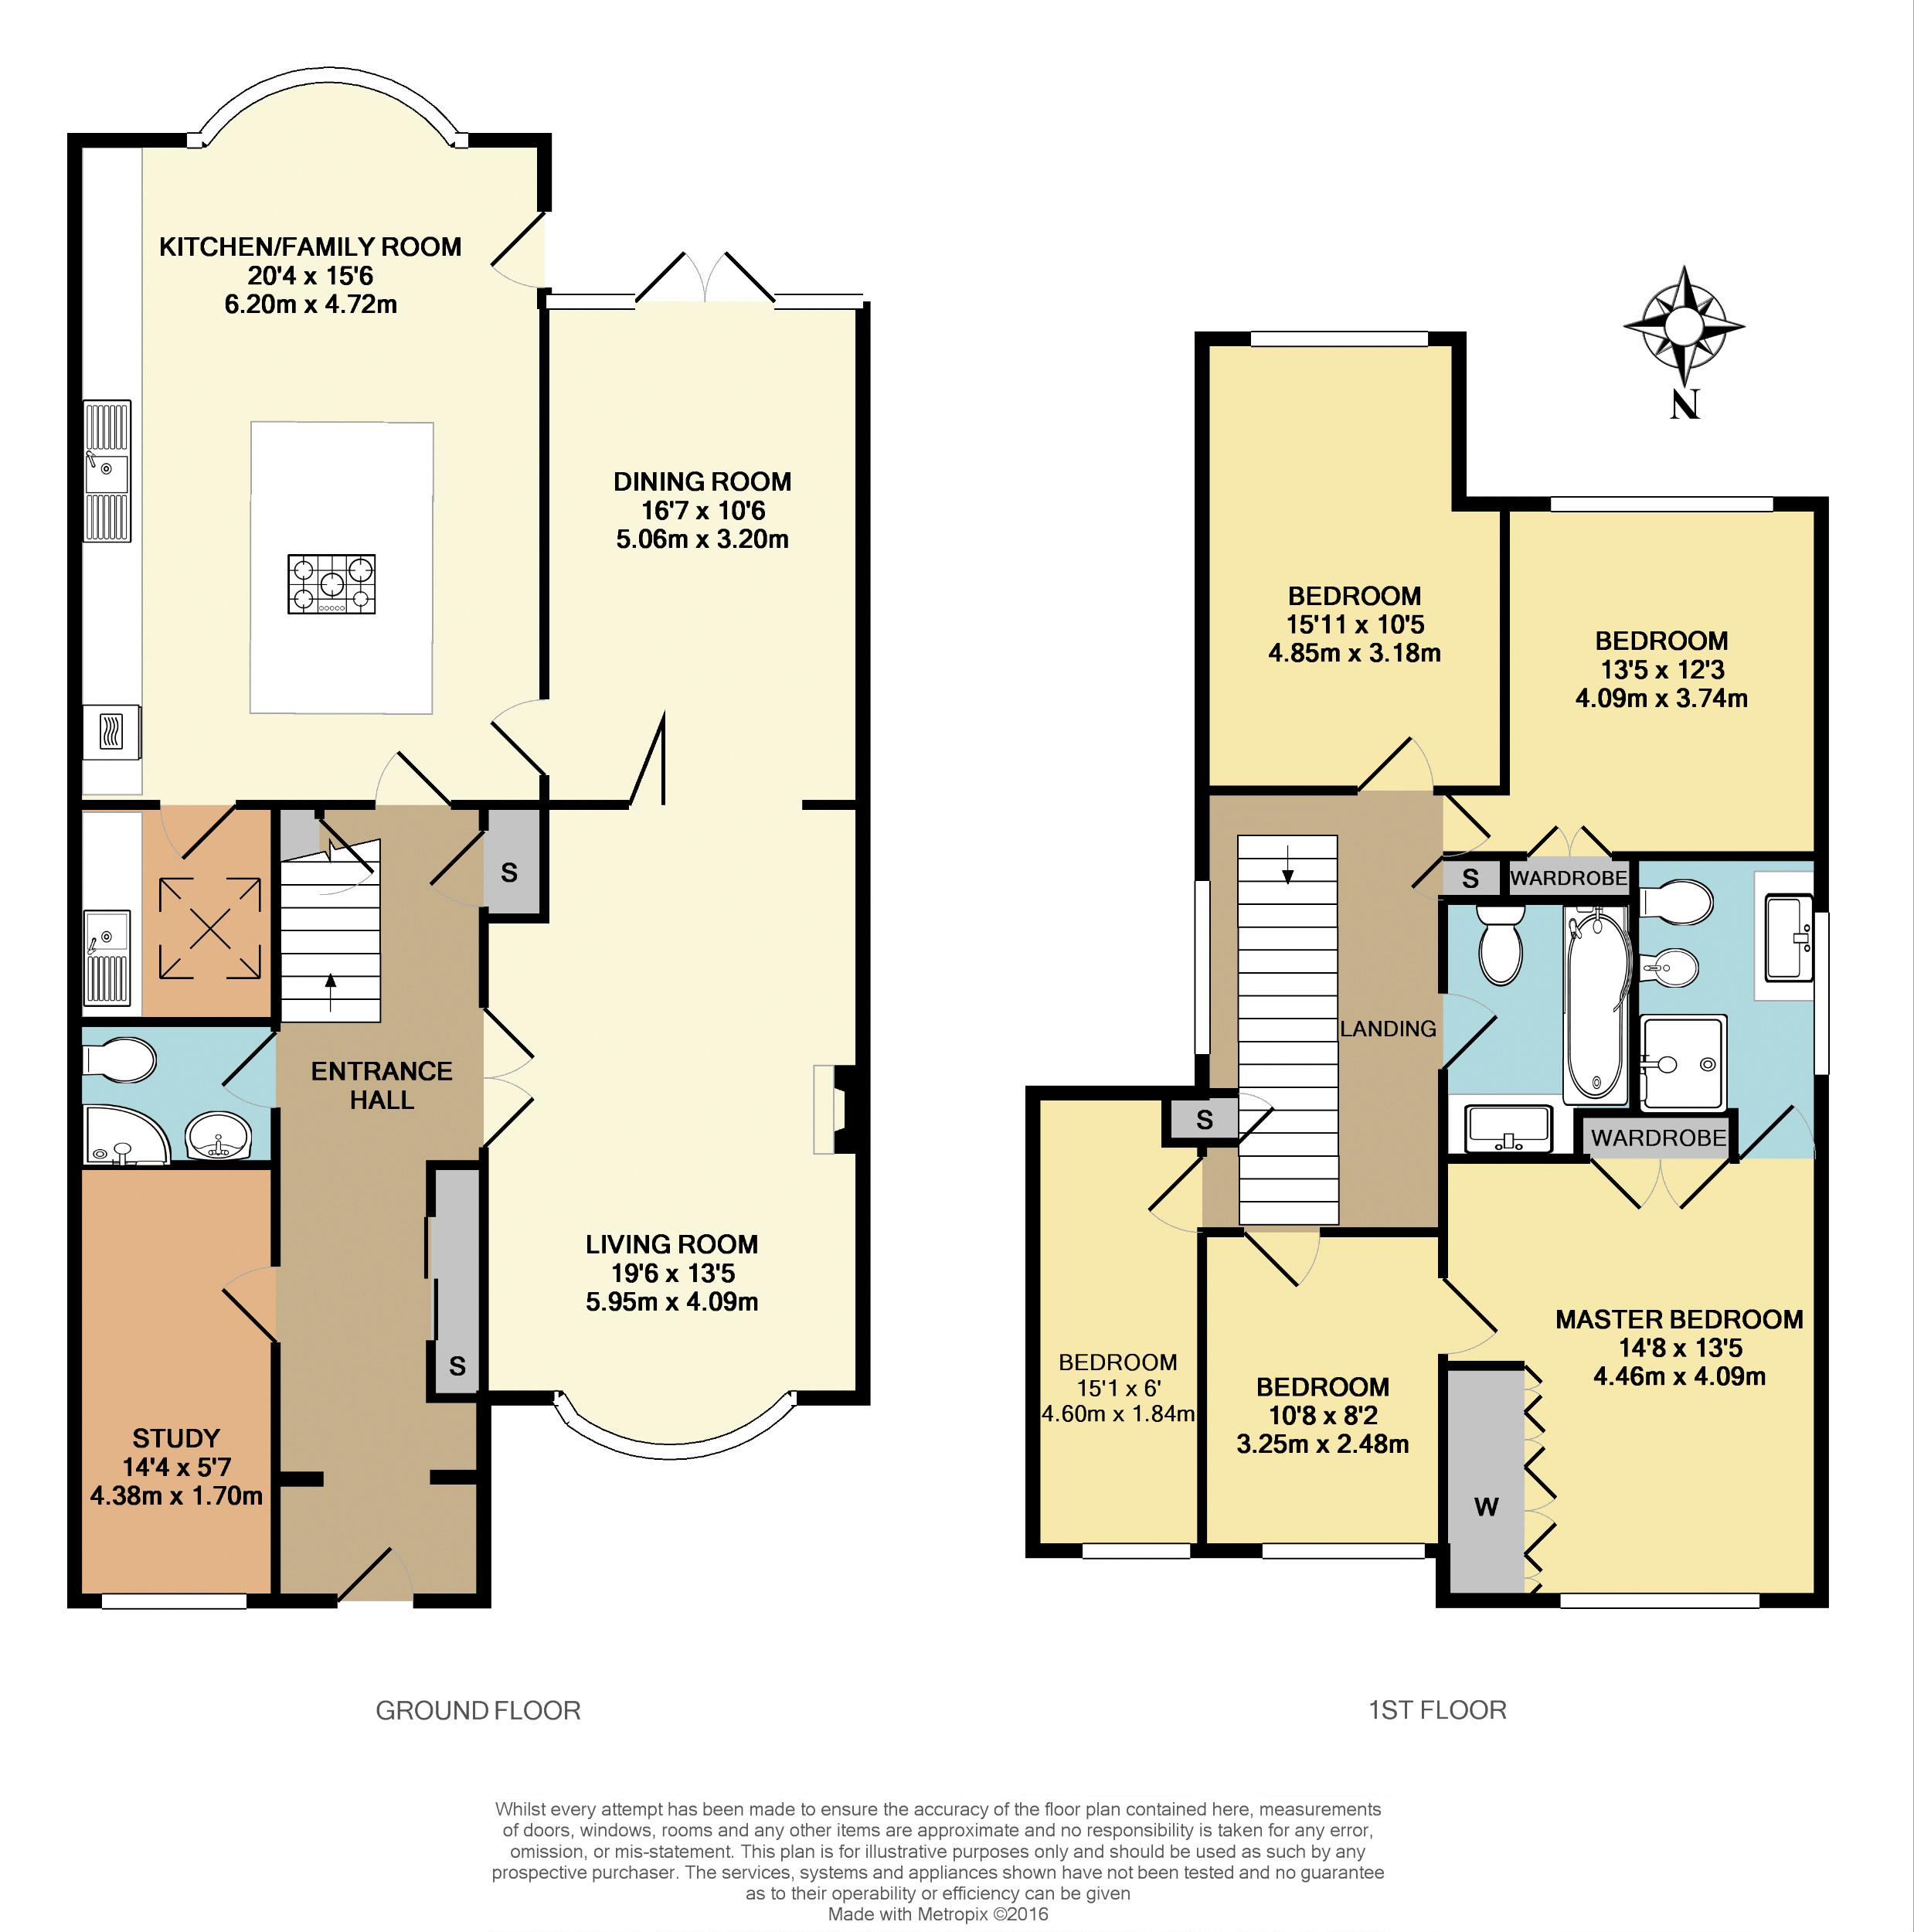 KITCHEN/FAMILY ROOM
20'4 x 15'6
6.20m x 4.72m
DINING ROOM
16'7 x 10'6
5.06m x 3.20m
S
ENTRANCE
HALL
LIVING ROOM
19'6 x 13'5
5.95m x 4.09m
S
STUDY
14'4 x 5'7
4.38m x 1.70m
GROUND FLOOR
N
BEDROOM
15'11 x 10'5
4.85m x 3.18m
BEDROOM
13'5 x 12'3
4.09m x 3.74m
S
WARDROBE
LANDING
S
WARDROBE
MASTER BEDROOM
14'8 x 13'5
4.46m x 4.09m
BEDROOM
15'1 x 6'
4.60m x 1.84m
BEDROOM
10'8 x 8'2
3.25m x 2.48m
W
1ST FLOOR
Whilst every attempt has been made to ensure the accuracy of the floor plan contained here, measurements
of doors, windows, rooms and any other items are approximate and no responsibility is taken for any error,
omission, or mis-statement. This plan is for illustrative purposes only and should be used as such by any
prospective purchaser. The services, systems and appliances shown have not been tested and no guarantee
as to their operability or efficiency can be given
Made with Metropix ©2016